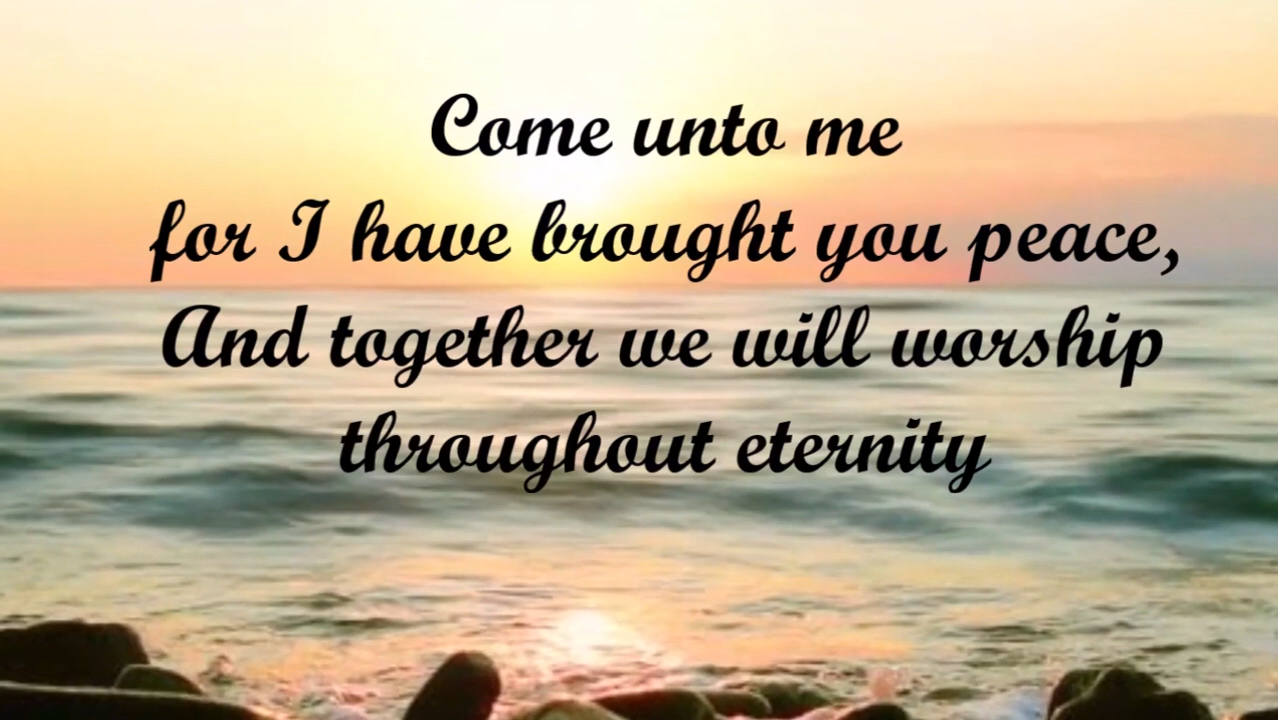 Come unto me
for I have brought you peace,
And together we will worship
throughout eternity